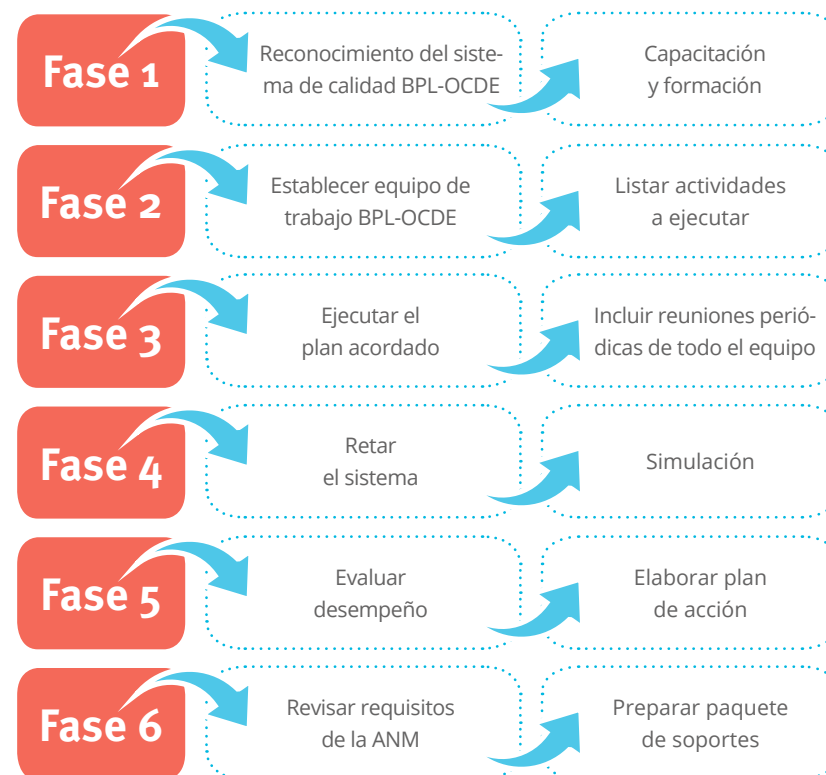 Fase 1
Reconocimiento del siste-
ma de calidad BPL-OCDE
Capacitación
y formación
Fase 2
Establecer equipo de
trabajo BPL-OCDE
Listar actividades
a ejecutar
Fase 3
Ejecutar el
plan acordado
Incluir reuniones perió-
dicas de todo el equipo
Fase 4
Retar
el sistema
Simulación
Fase 5
Evaluar
desempeño
Elaborar plan
de acción
Fase 6
Revisar requisitos
de la ANM
Preparar paquete
de soportes